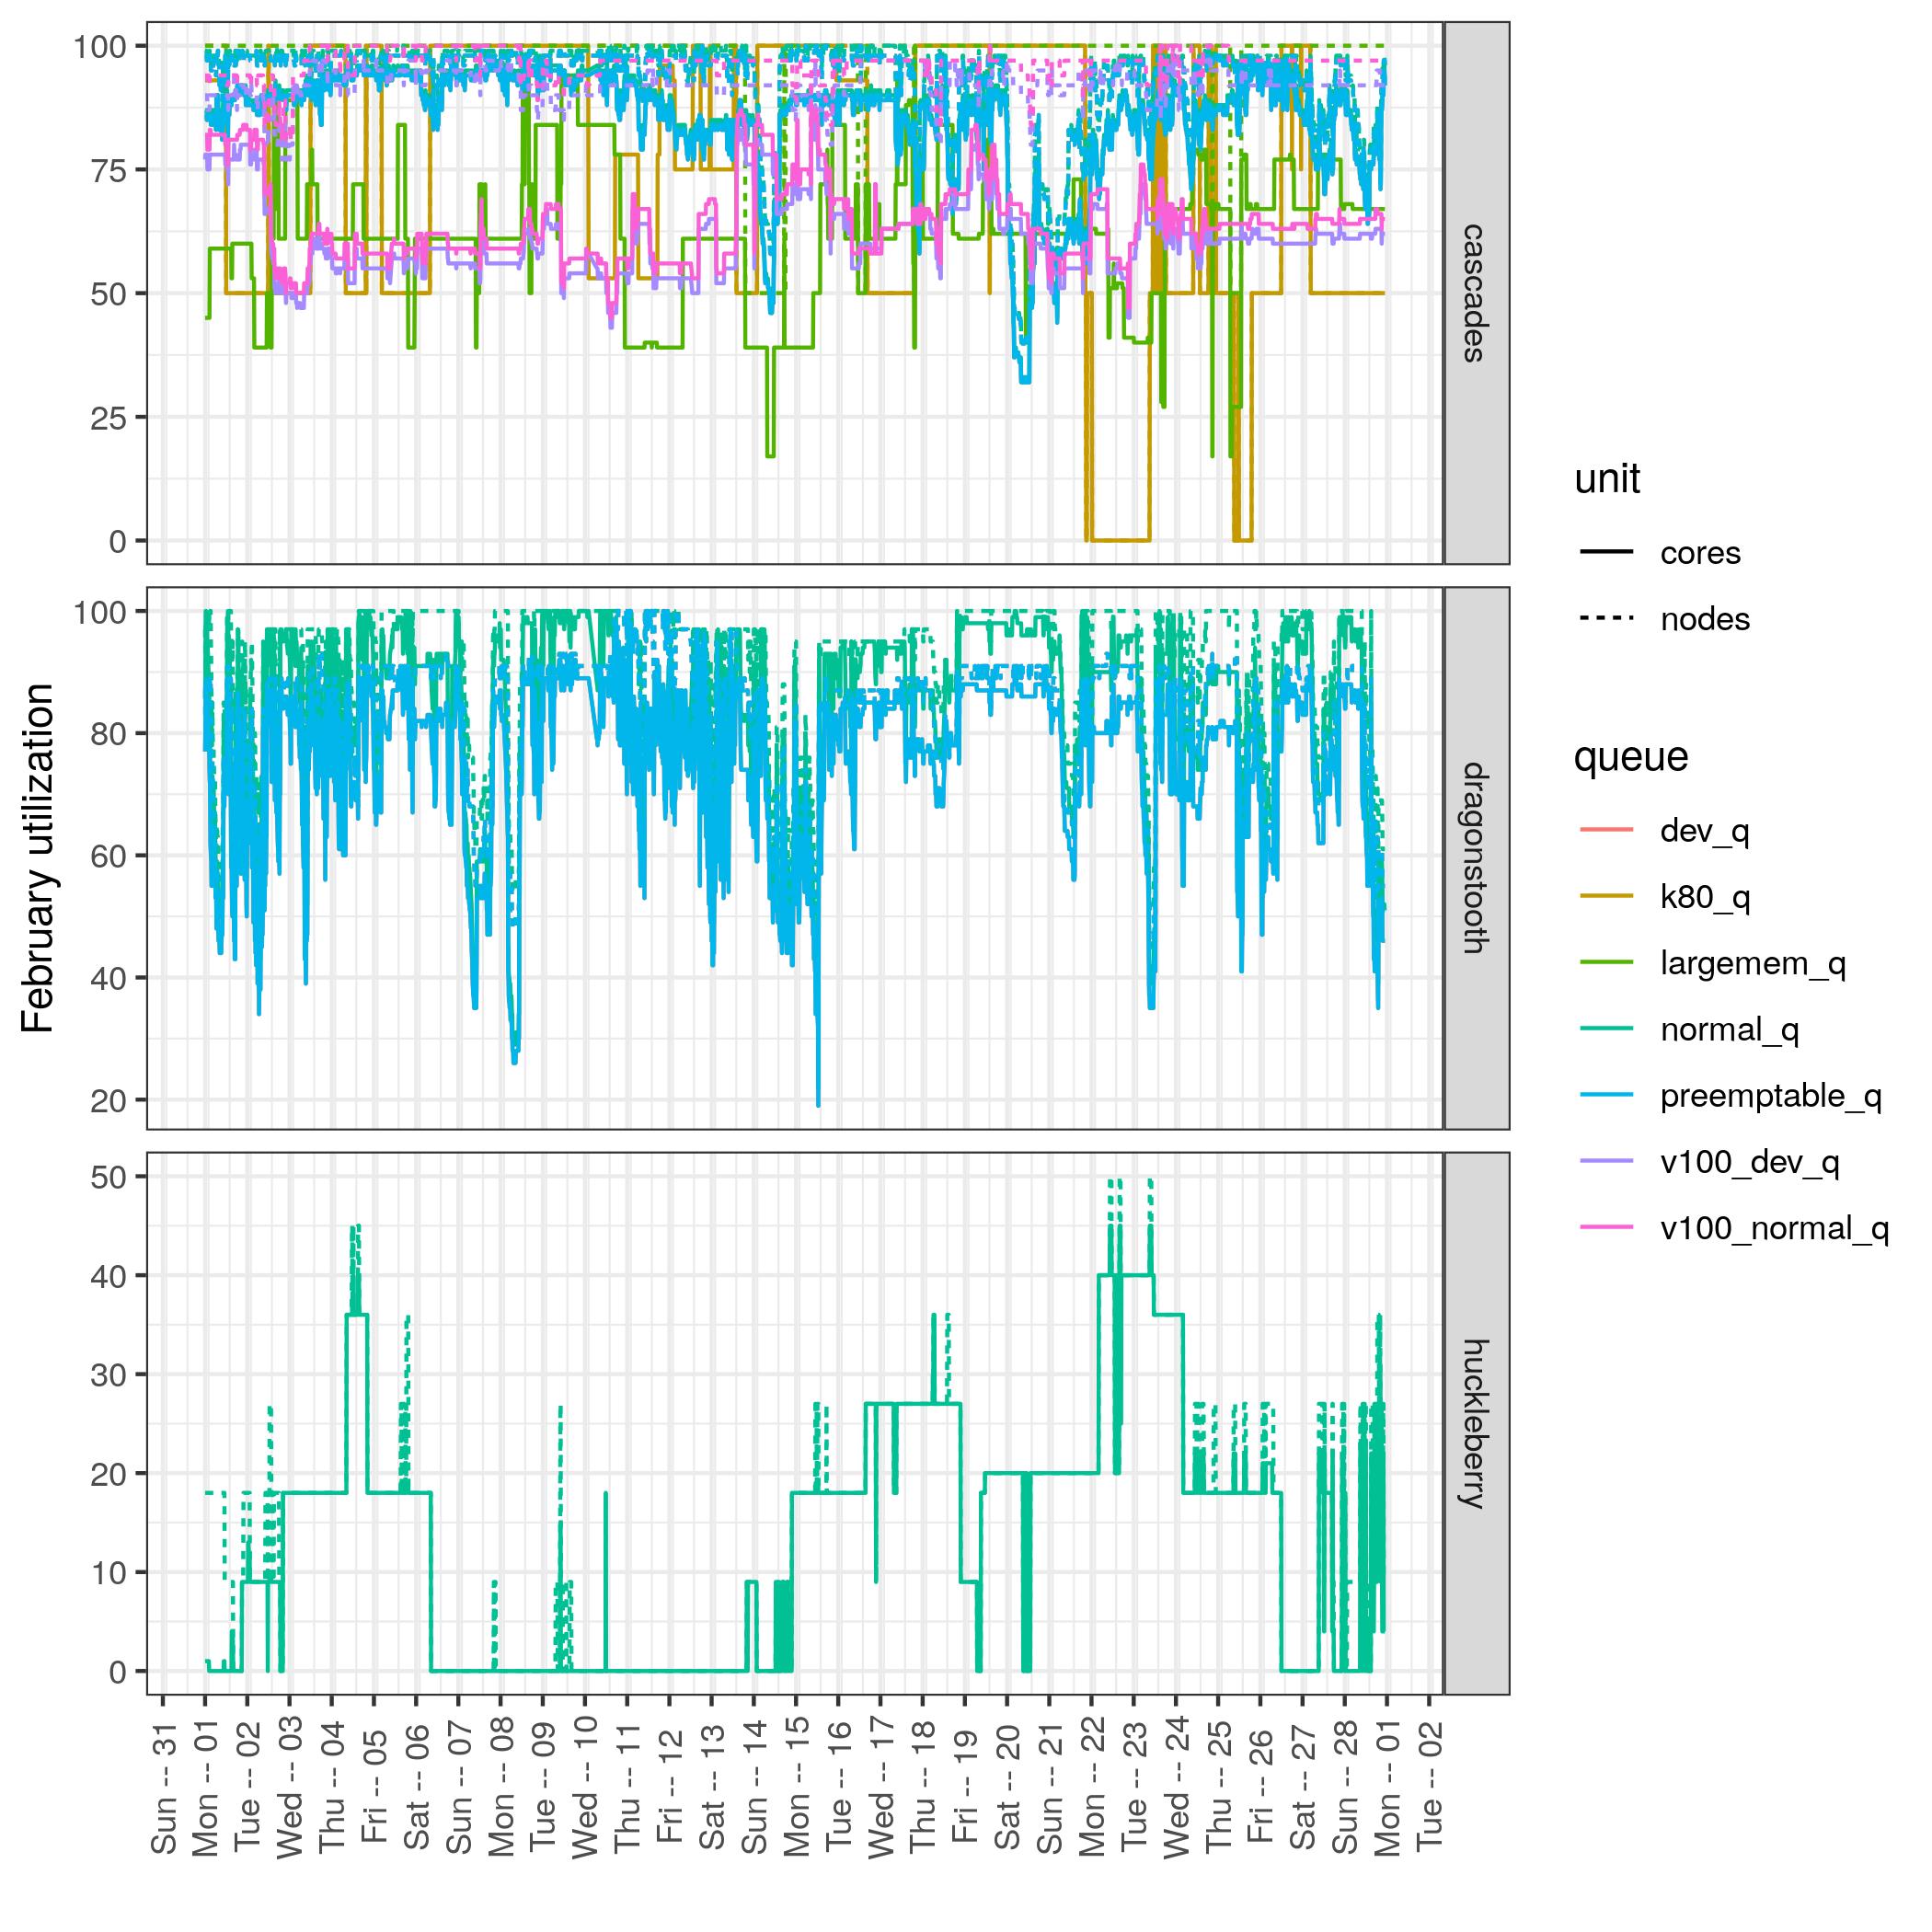 February utilization
100
75
50
25
0
cascades
100
80
60
40
20
dragonstooth
50
40
30
20
10
0
huckleberry
Sun -- 31
Mon -- 01
Tue -- 02
Wed -- 03
Thu -- 04
Fri -- 05
Sat -- 06
Sun -- 07
Mon -- 08
Tue -- 09
Wed -- 10
Thu -- 11
Fri -- 12
Sat -- 13
Sun -- 14
Mon -- 15
Tue -- 16
Wed -- 17
Thu -- 18
Fri -- 19
Sat -- 20
Sun -- 21
Mon -- 22
Tue -- 23
Wed -- 24
Thu -- 25
Fri -- 26
Sat -- 27
Sun -- 28
Mon -- 01
Tue -- 02
unit
cores
nodes
queue
dev_q
k80_q
largemem_q
normal_q
preemptable_q
v100_dev_q
v100_normal_q